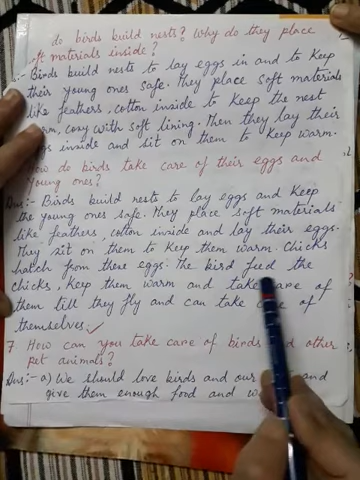 do birds build nests? Why do they place
soft materials inside?
Birds build nests to lay eggs in and to keep
their young ones safe. They place soft materials
like feathers, cotton inside to keep the nest
warm, cozy with soft lining. Then they lay their
eggs inside and sit on them to keep warm.
How do birds take care of their eggs and
young ones?
Ans:- Birds build nests to lay eggs and keep
the young ones safe. They place soft materials
like feathers, cotton inside and lay their eggs.
They sit on them to keep them warm. Chicks
hatch from these eggs. The bird feed the
chicks, keep them warm and take care of
them till they fly and can take care of
themselves.
7. How can you take care of birds and other
pet animals?
Ans:- a) We should love birds and our and
give them enough food and